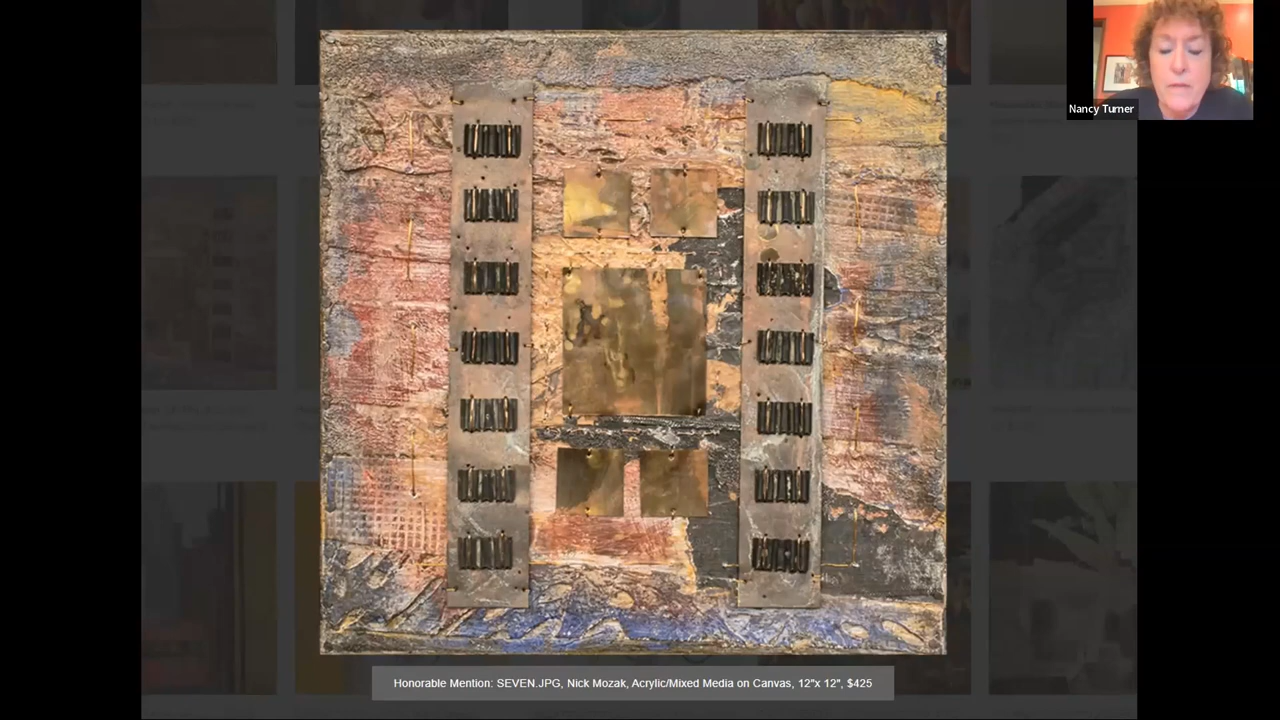 Nancy Turner
Honorable Mention: SEVEN.JPG, Nick Mozak, Acrylic/Mixed Media on Canvas, 12"x 12", $425